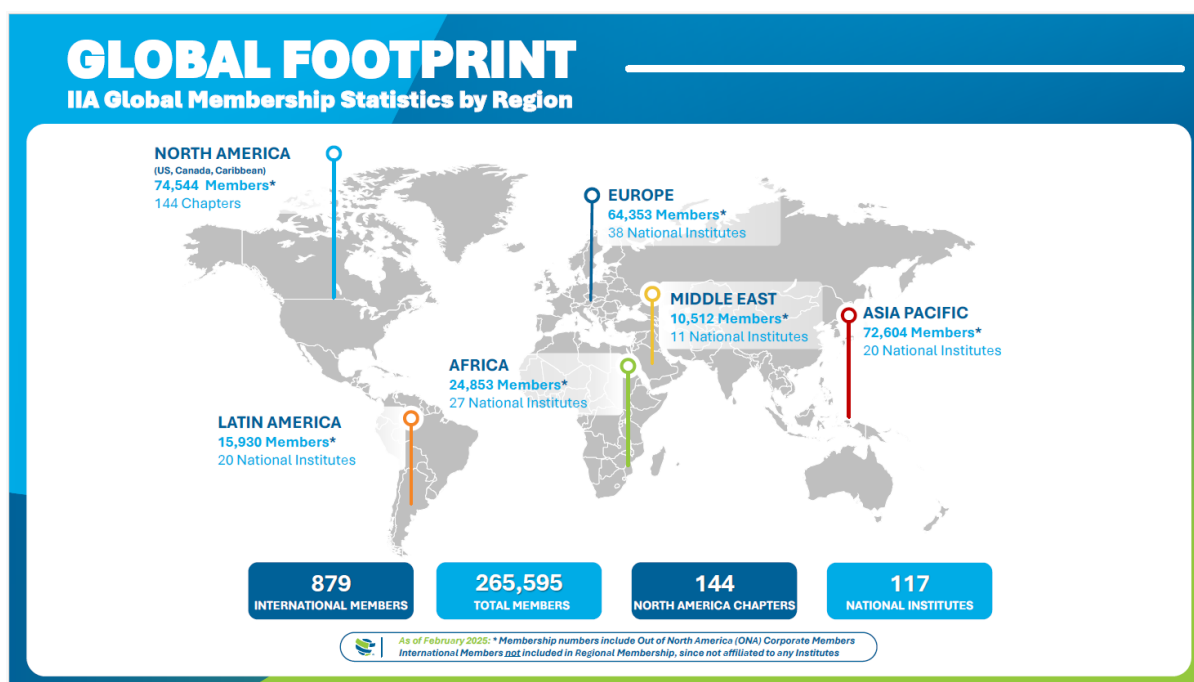 GLOBAL FOOTPRINT
IIA Global Membership Statistics by Region
NORTH AMERICA
(US, Canada, Caribbean)
74,544 Members*
144 Chapters
EUROPE
64,353 Members*
38 National Institutes
MIDDLE EAST
10,512 Members*
11 National Institutes
ASIA PACIFIC
72,604 Members*
20 National Institutes
AFRICA
24,853 Members*
27 National Institutes
LATIN AMERICA
15,930 Members*
20 National Institutes
879
INTERNATIONAL MEMBERS
265,595
TOTAL MEMBERS
144
NORTH AMERICA CHAPTERS
117
NATIONAL INSTITUTES
As of February 2025: * Membership numbers include Out of North America (ONA) Corporate Members
International Members not included in Regional Membership, since not affiliated to any Institutes